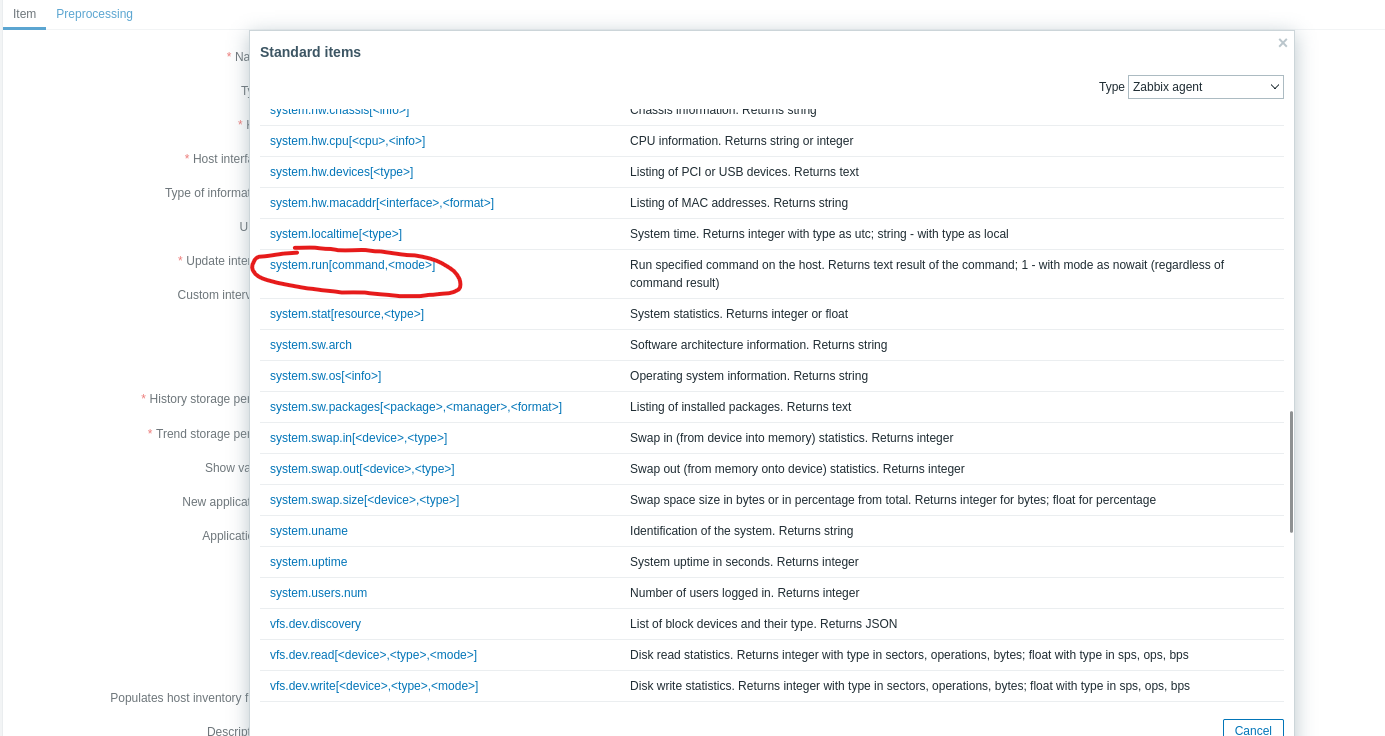 Item Preprocessing
Standard items
×
Type Zabbix agent
* Na
Ty
*
* Host interfa
Type of informat
U
* Update inter
Custom interv
* History storage per
* Trend storage per
Show va
New applicat
Applicatio
Populates host inventory f
Descript
system.hw.chassis[<info>] Chassis information. Returns string
system.hw.cpu[<cpu>,<info>] CPU information. Returns string or integer
system.hw.devices[<type>] Listing of PCI or USB devices. Returns text
system.hw.macaddr[<interface>,<format>] Listing of MAC addresses. Returns string
system.localtime[<type>] System time. Returns integer with type as utc; string - with type as local
system.run[command,<mode>] Run specified command on the host. Returns text result of the command; 1 - with mode as nowait (regardless of
command result)
system.stat[resource,<type>] System statistics. Returns integer or float
system.sw.arch Software architecture information. Returns string
system.sw.os[<info>] Operating system information. Returns string
system.sw.packages[<package>,<manager>,<format>] Listing of installed packages. Returns text
system.swap.in[<device>,<type>] Swap in (from device into memory) statistics. Returns integer
system.swap.out[<device>,<type>] Swap out (from memory onto device) statistics. Returns integer
system.swap.size[<device>,<type>] Swap space size in bytes or in percentage from total. Returns integer for bytes; float for percentage
system.uname Identification of the system. Returns string
system.uptime System uptime in seconds. Returns integer
system.users.num Number of users logged in. Returns integer
vfs.dev.discovery List of block devices and their type. Returns JSON
vfs.dev.read[<device>,<type>,<mode>] Disk read statistics. Returns integer with type in sectors, operations, bytes; float with type in sps, ops, bps
vfs.dev.write[<device>,<type>,<mode>] Disk write statistics. Returns integer with type in sectors, operations, bytes; float with type in sps, ops, bps
Cancel